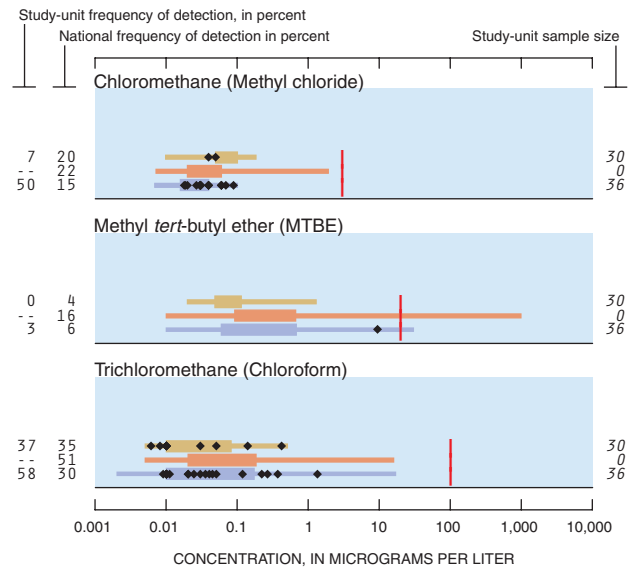 Study-unit frequency of detection, in percent
National frequency of detection in percent
Study-unit sample size
Chloromethane (Methyl chloride)
7 20 30
-- 22 0
50 15 36
Methyl tert-butyl ether (MTBE)
0 4 30
-- 16 0
3 6 36
Trichloromethane (Chloroform)
37 35 30
-- 51 0
58 30 36
0.001 0.01 0.1 1 10 100 1,000 10,000
CONCENTRATION, IN MICROGRAMS PER LITER